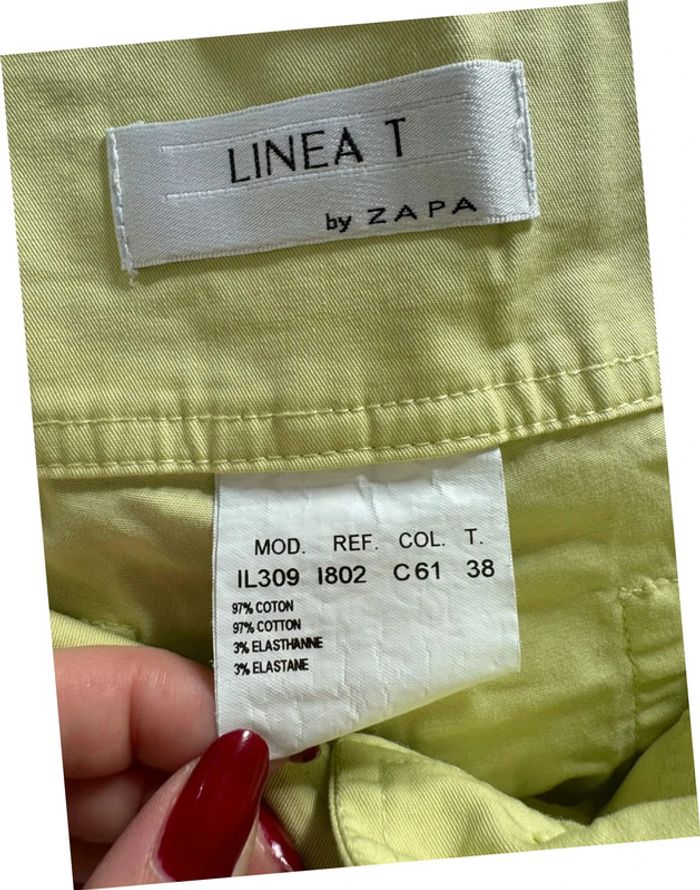 LINEA T
by ZAPA
MOD. REF. COL. T.
IL309 I802 C61 38
97% COTON
97% COTTON
3% ELASTHANNE
3% ELASTANE